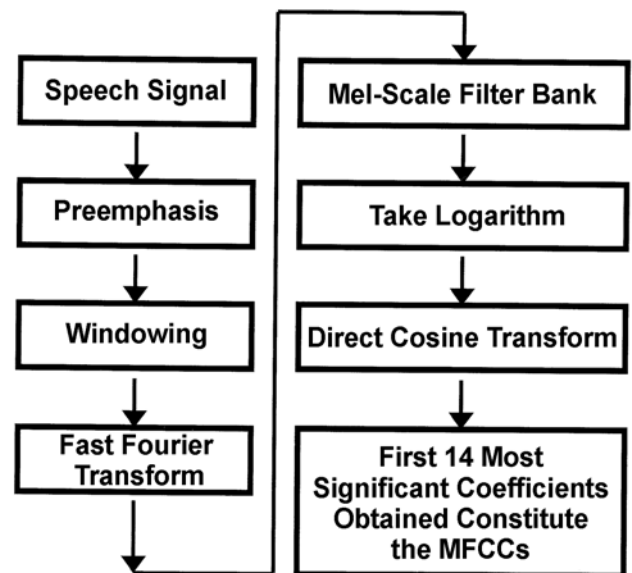 Speech Signal
Preemphasis
Windowing
Fast Fourier
Transform
Mel-Scale Filter Bank
Take Logarithm
Direct Cosine Transform
First 14 Most
Significant Coefficients
Obtained Constitute
the MFCCs